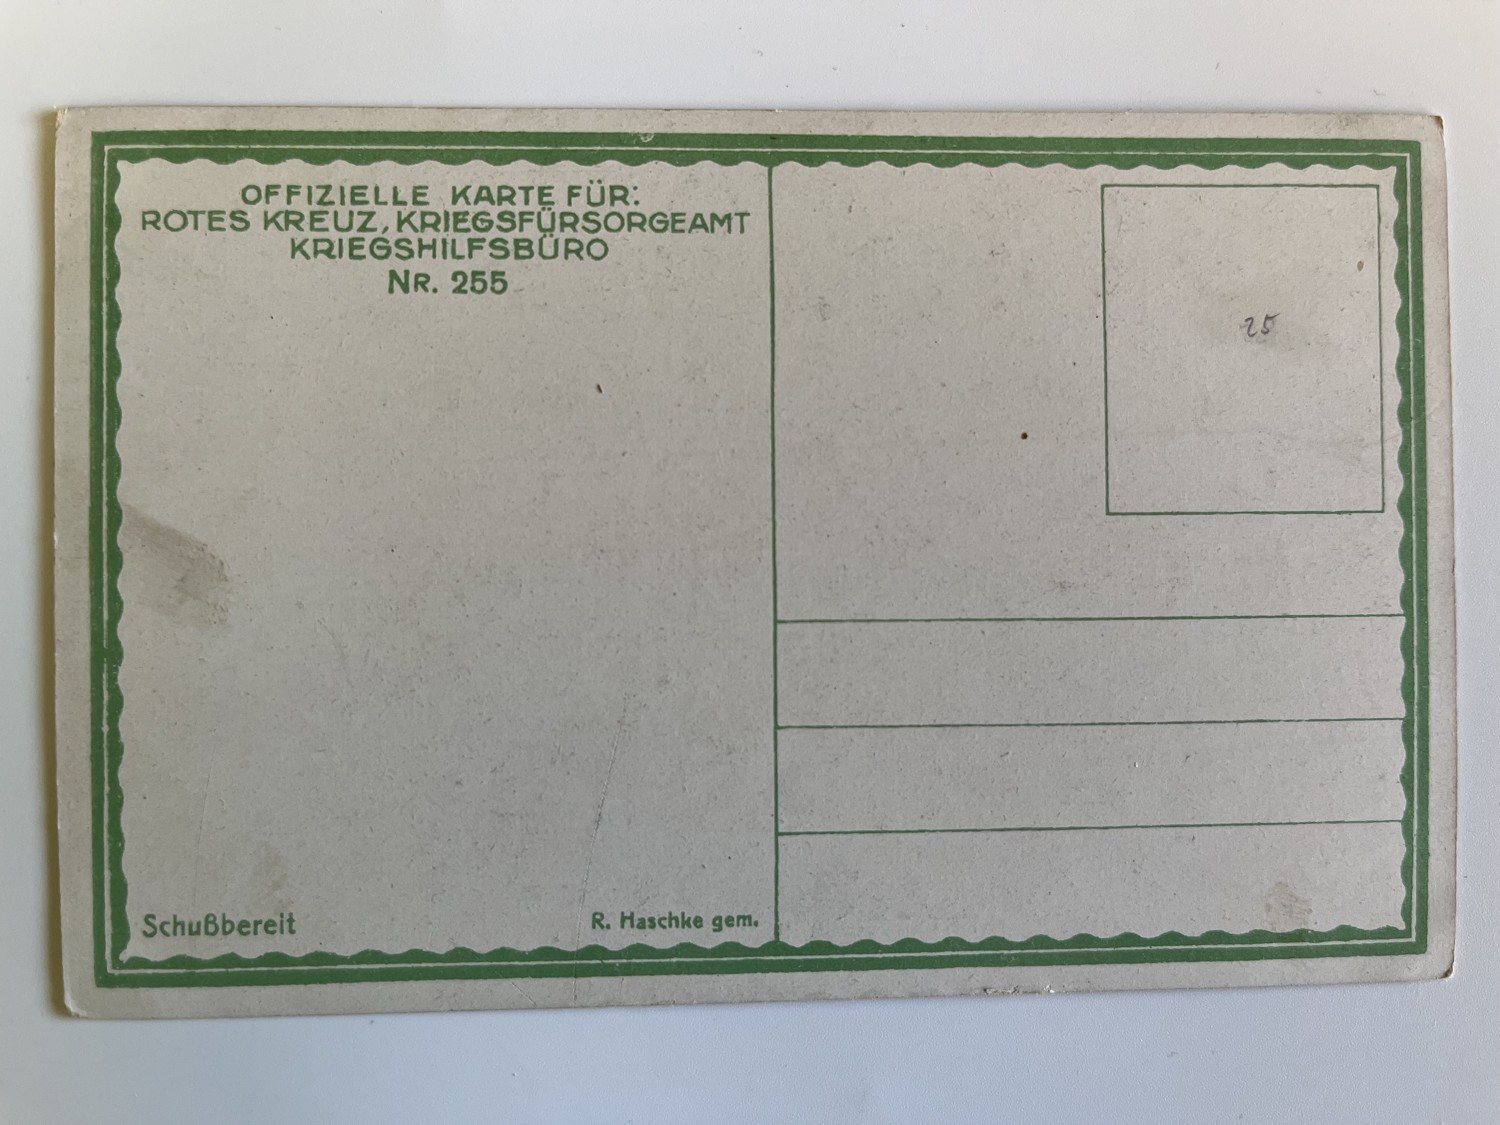 OFFIZIELLE KARTE FÜR:
ROTES KREUZ, KRIEGSFÜRSORGEAMT
KRIEGSHILFSBÜRO
NR. 255
25
Schußbereit
R. Haschke gem.